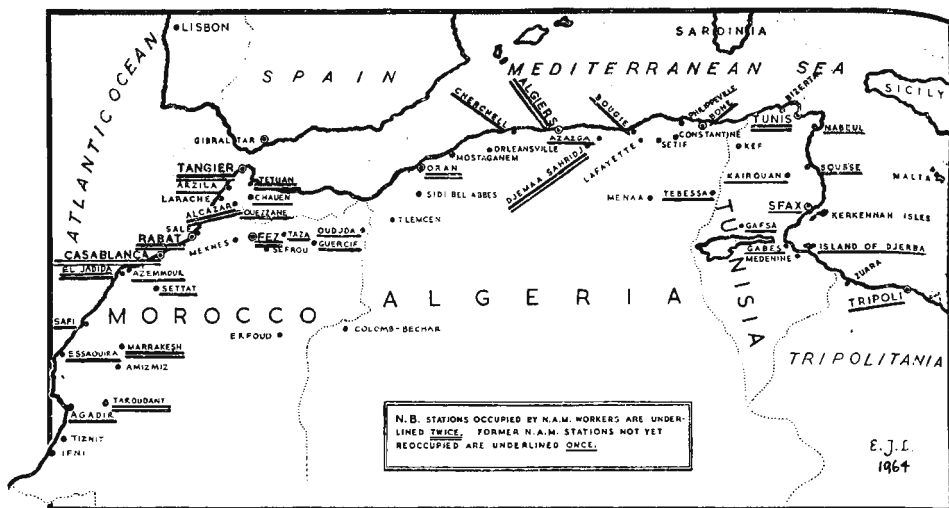 LISBON
SARDINIA
ATLANTIC OCEAN
SPAIN
MEDITERRANEAN SEA
SICILY
GIBRALTAR
CHERCHELL
ALGIERS
AZAZGA
BOUGIE
PHILIPPEVILLE
BONE
BIZERTA
TUNIS
NABEUL
ORLEANSVILLE
MOSTAGANEM
ORAN
DJEMAA SAHRIDJ
LAFAYETTE
SETIF
CONSTANTINE
KEF
SOUSSE
MALTA
TANGIER
TETUAN
ARZILA
LARACHE
CHAUEN
ALCAZAR
OUEZZANE
SIDI BEL ABBES
MENAA
TEBESSA
KAIROUAN
SFAX
KERKENNAH ISLES
TLEMCEN
SAL
RABAT
MEKNES
FEZ
TAZA
OUDJDA
GUERCIF
SEFROU
GAFSA
GABES
MEDENINE
ISLAND OF DJERBA
CASABLANCA
EL JADIDA
AZEMMOUR
SETTAT
ZUARA
TRIPOLI
ALGERIA
TUNISIA
SAFI
MOROCCO
ERFOUD
COLOMB-BECHAR
TRIPOLITANIA
ESSAOUIRA
MARRAKESH
AMIZMIZ
TAROUDANT
AGADIR
TIZNIT
IFNI
N.B. STATIONS OCCUPIED BY N.A.M. WORKERS ARE UNDER-
LINED TWICE. FORMER N.A.M. STATIONS NOT YET
REOCCUPIED ARE UNDERLINED ONCE.
E.J.L.
1964